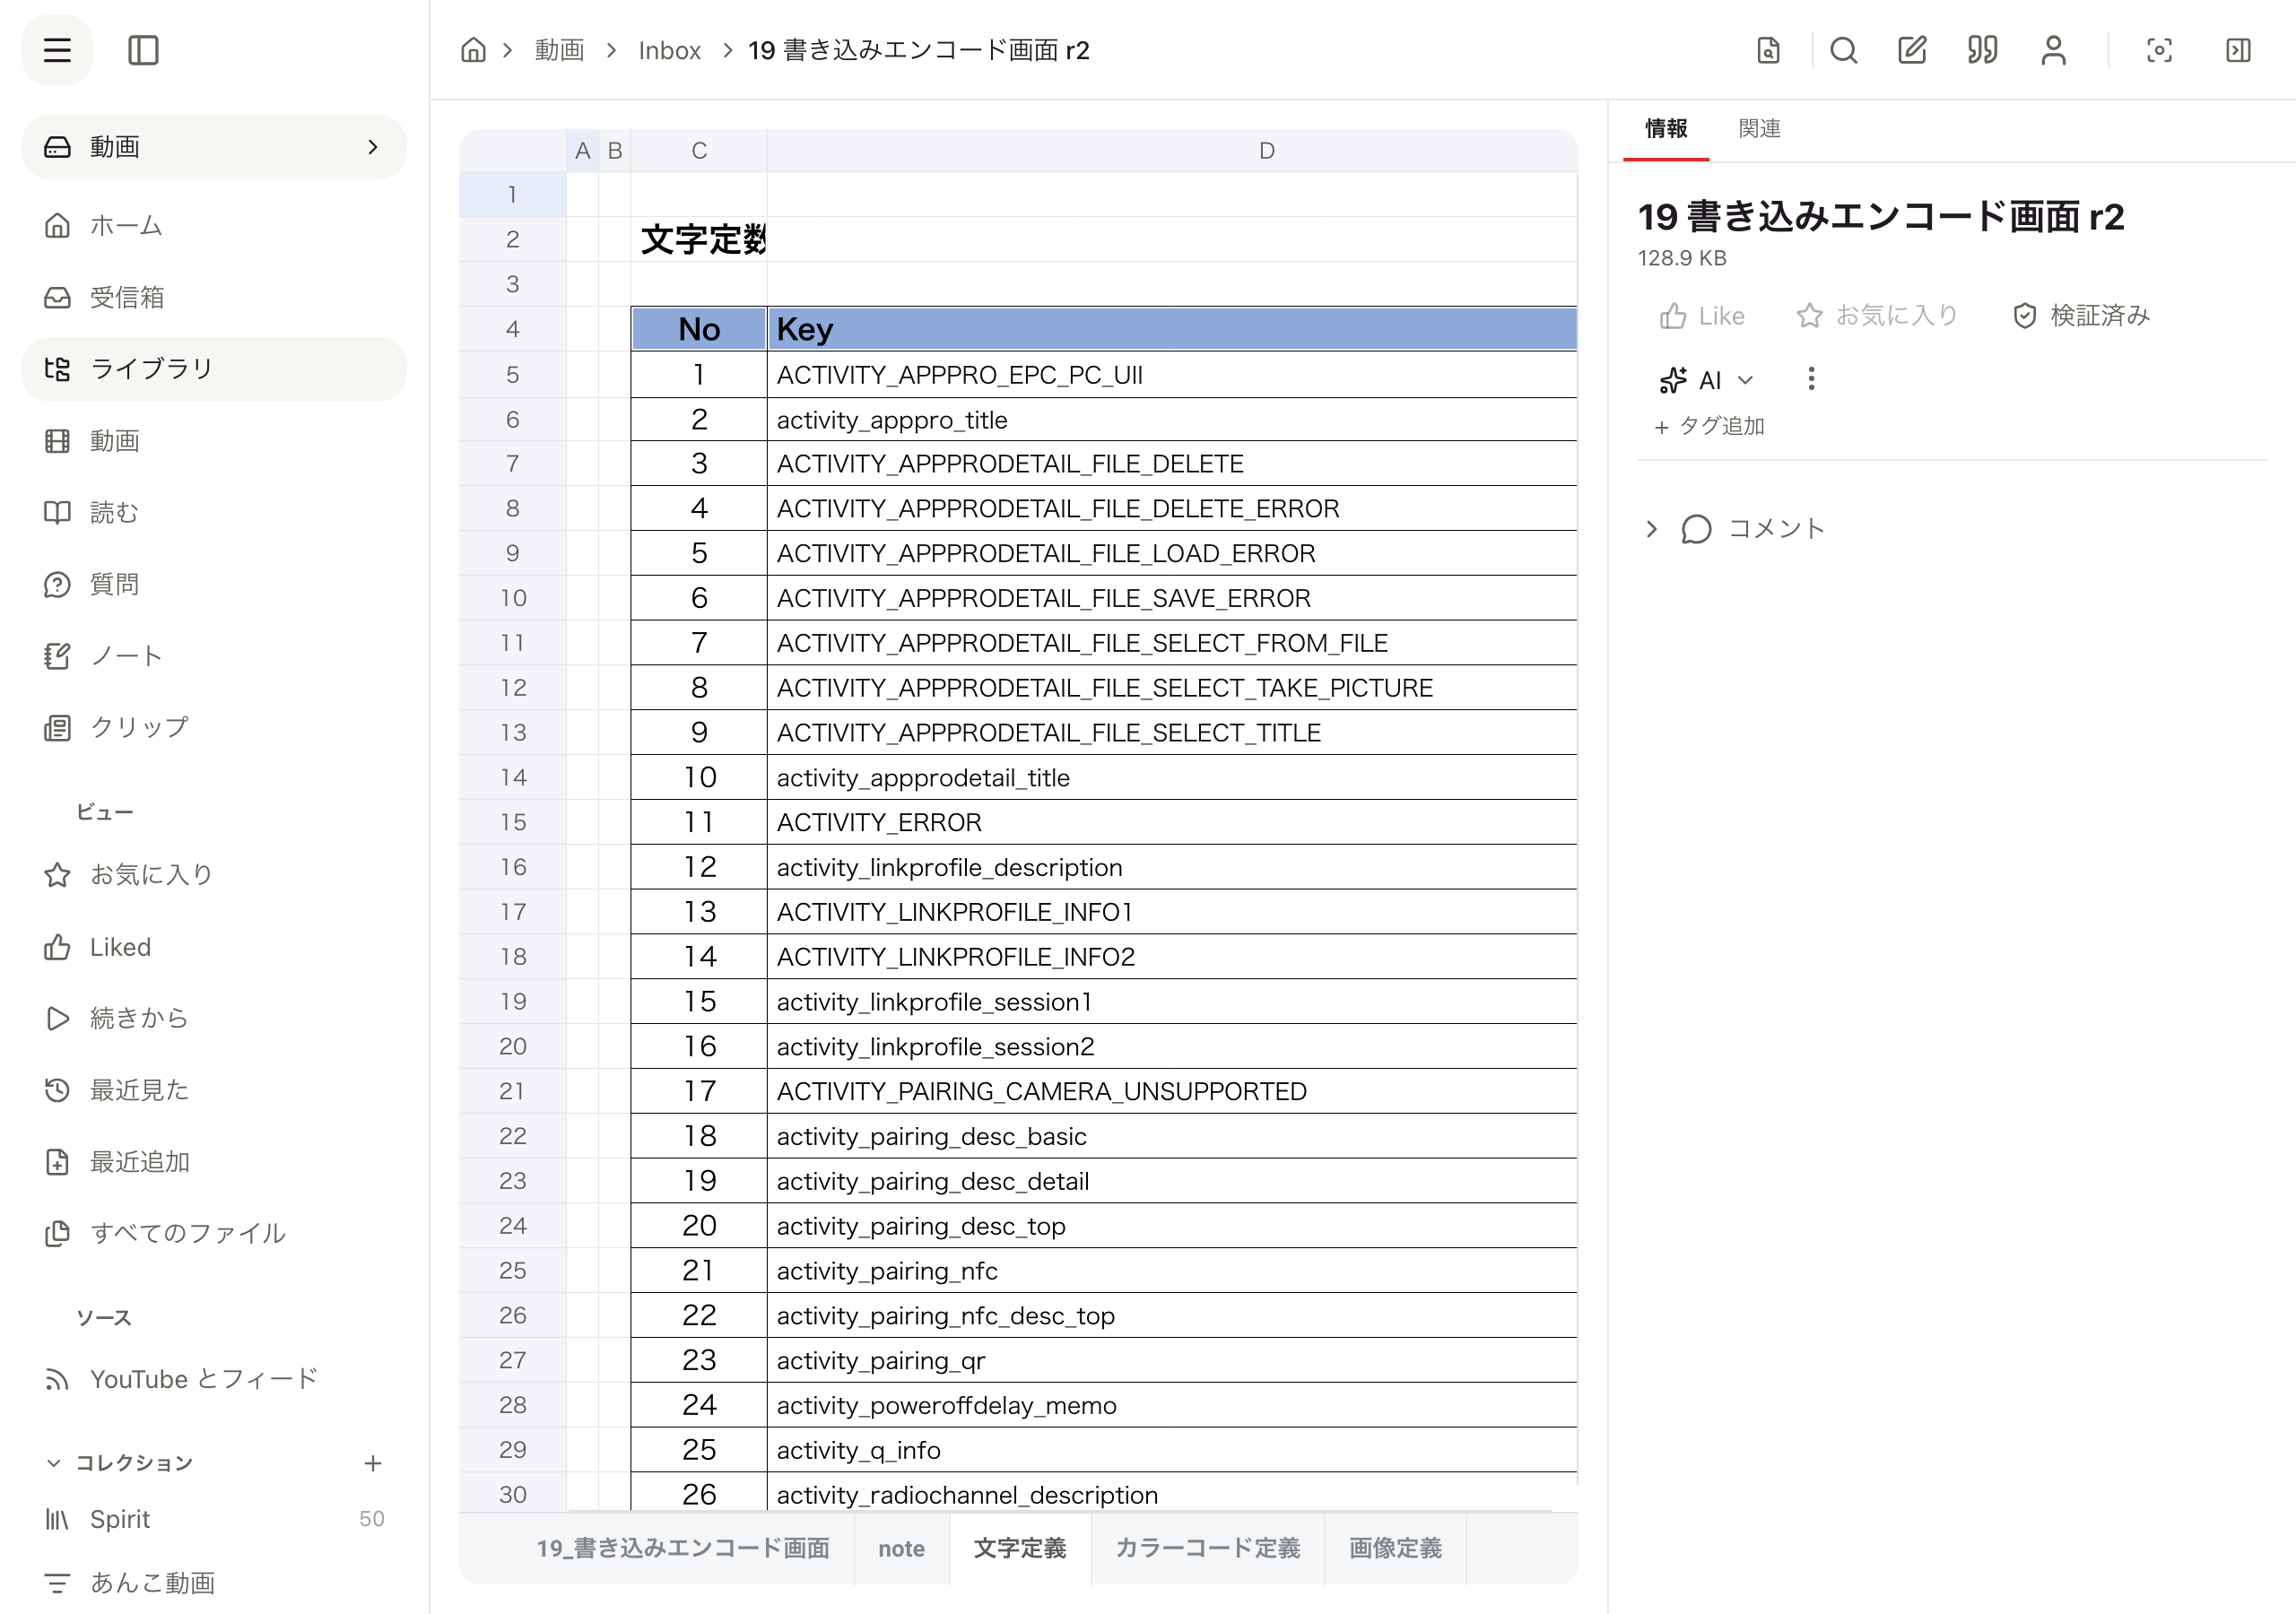 動画
ホーム
受信箱
ライブラリ
動画
読む
質問
ノート
クリップ
ビュー
お気に入り
Liked
続きから
最近見た
最近追加
すべてのファイル
ソース
YouTube とフィード
コレクション
Spirit 50
あんこ動画
動画 Inbox 19 書き込みエンコード画面 r2
A B C D
1
2 文字定数
3
4 No Key
5 1 ACTIVITY_APPPRO_EPC_PC_UII
6 2 activity_apppro_title
7 3 ACTIVITY_APPPRODETAIL_FILE_DELETE
8 4 ACTIVITY_APPPRODETAIL_FILE_DELETE_ERROR
9 5 ACTIVITY_APPPRODETAIL_FILE_LOAD_ERROR
10 6 ACTIVITY_APPPRODETAIL_FILE_SAVE_ERROR
11 7 ACTIVITY_APPPRODETAIL_FILE_SELECT_FROM_FILE
12 8 ACTIVITY_APPPRODETAIL_FILE_SELECT_TAKE_PICTURE
13 9 ACTIVITY_APPPRODETAIL_FILE_SELECT_TITLE
14 10 activity_appprodetail_title
15 11 ACTIVITY_ERROR
16 12 activity_linkprofile_description
17 13 ACTIVITY_LINKPROFILE_INFO1
18 14 ACTIVITY_LINKPROFILE_INFO2
19 15 activity_linkprofile_session1
20 16 activity_linkprofile_session2
21 17 ACTIVITY_PAIRING_CAMERA_UNSUPPORTED
22 18 activity_pairing_desc_basic
23 19 activity_pairing_desc_detail
24 20 activity_pairing_desc_top
25 21 activity_pairing_nfc
26 22 activity_pairing_nfc_desc_top
27 23 activity_pairing_qr
28 24 activity_poweroffdelay_memo
29 25 activity_q_info
30 26 activity_radiochannel_description
19_書き込みエンコード画面 note 文字定義 カラーコード定義 画像定義
情報 関連
19 書き込みエンコード画面 r2
128.9 KB
Like お気に入り 検証済み
AI
+ タグ追加
コメント